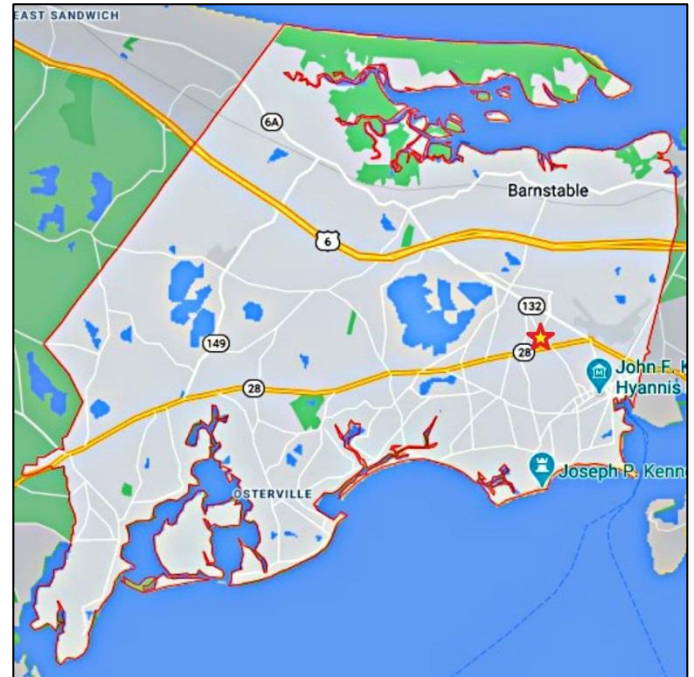 EAST SANDWICH
6A
Barnstable
6
132
149
28
28
John F. K
Hyannis
OSTERVILLE
Joseph P. Kenn